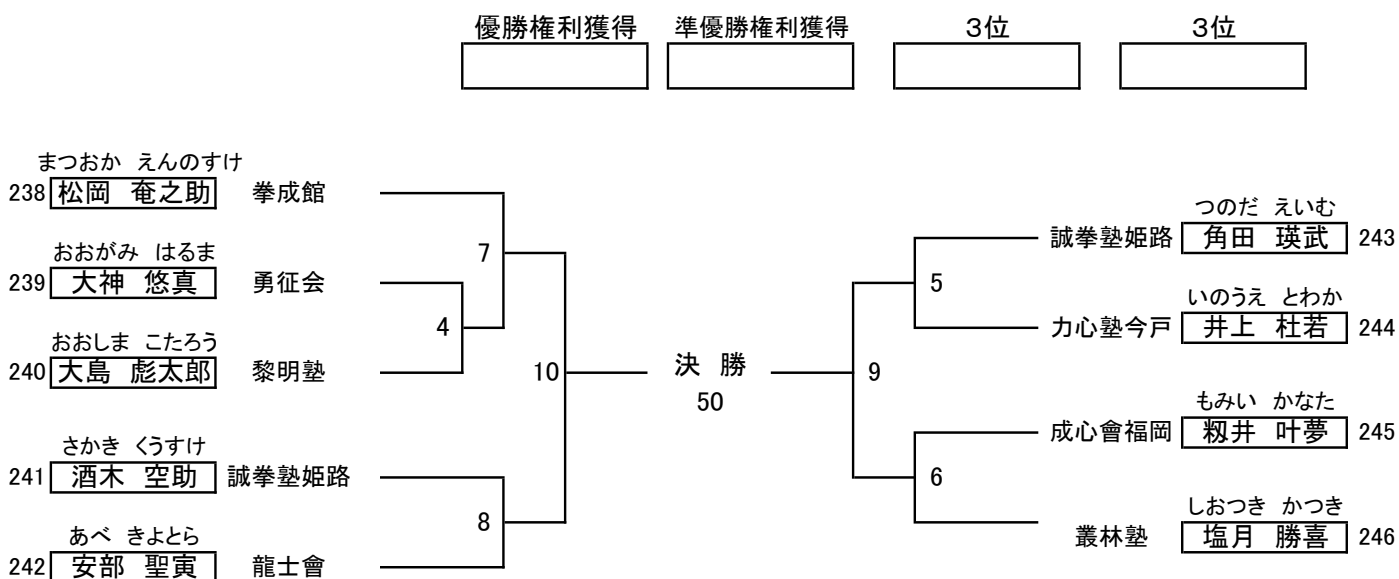 優勝権利獲得 準優勝権利獲得 3位 3位
まつおか えんのすけ
238 松岡 奄之助 拳成館
おおがみ はるま
239 大神 悠真 勇征会
おおしま こたろう
240 大島 彪太郎 黎明塾
さかき くうすけ
241 酒木 空助 誠拳塾姫路
あべ きよとら
242 安部 聖寅 龍士會
7
4
10
8
決 勝
50
9
5
6
つのだ えいむ
誠拳塾姫路 角田 瑛武 243
いのうえ とわか
力心塾今戸 井上 杜若 244
もみい かなた
成心會福岡 籾井 叶夢 245
しおつき かつき
叢林塾 塩月 勝喜 246